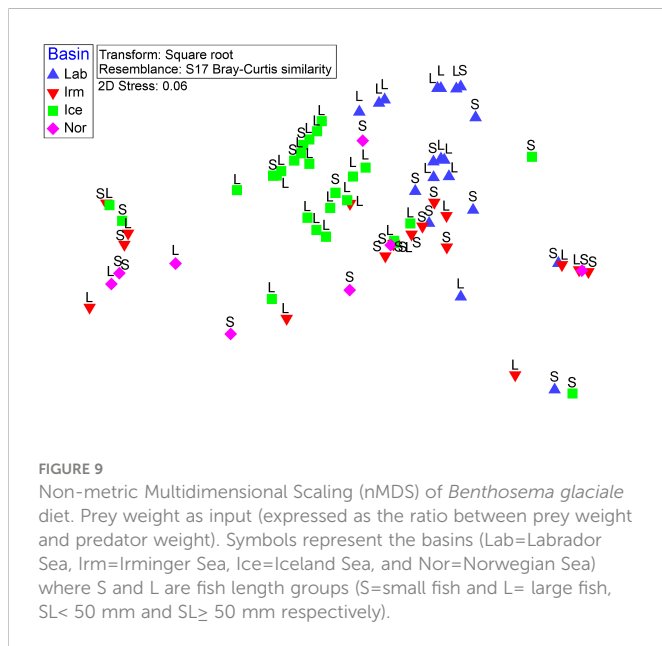 Basin
Lab
Irm
Ice
Nor
Transform: Square root
Resemblance: S17 Bray-Curtis similarity
2D Stress: 0.06
FIGURE 9
Non-metric Multidimensional Scaling (nMDS) of Benthosema glaciale
diet. Prey weight as input (expressed as the ratio between prey weight
and predator weight). Symbols represent the basins (Lab=Labrador
Sea, Irm=Irminger Sea, Ice=Iceland Sea, and Nor=Norwegian Sea)
where S and L are fish length groups (S=small fish and L= large fish,
SL< 50 mm and SL≥ 50 mm respectively).